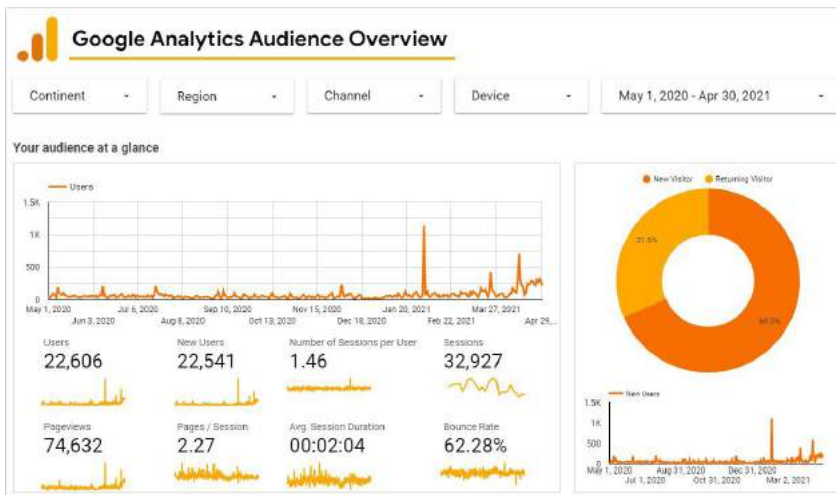 Google Analytics Audience Overview
Continent
Region
Channel
Device
May 1, 2020 - Apr 30, 2021
Your audience at a glance
Users
1.5K
1K
500
0
May 1, 2020 Jul 6, 2020 Sep 10, 2020 Nov 15, 2020 Jan 20, 2021 Mar 27, 2021
Jun 3, 2020 Aug 8, 2020 Oct 13, 2020 Dec 18, 2020 Feb 22, 2021 Apr 29,...
Users New Users Number of Sessions per User Sessions
22,606 22,541 1.46 32,927
Pageviews Pages / Session Avg. Session Duration Bounce Rate
74,632 2.27 00:02:04 62.28%
New Visitor Returning Visitor
31.5%
New Users
1.5K
1K
500
0
May 1, 2020 Aug 31, 2020 Dec 31, 2020
Jul 1, 2020 Oct 31, 2020 Mar 2, 2021